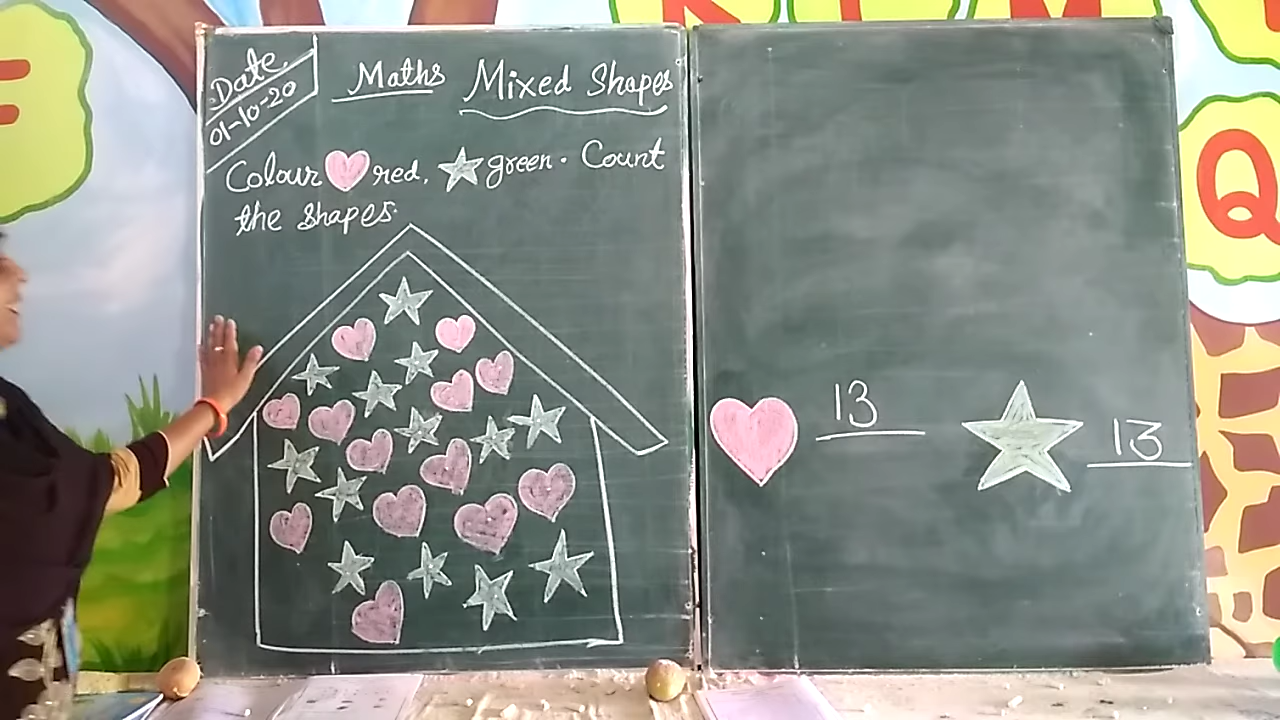 Date
01-10-20
Maths Mixed Shapes
Colour red, green. Count
the shapes.
13
13
Q